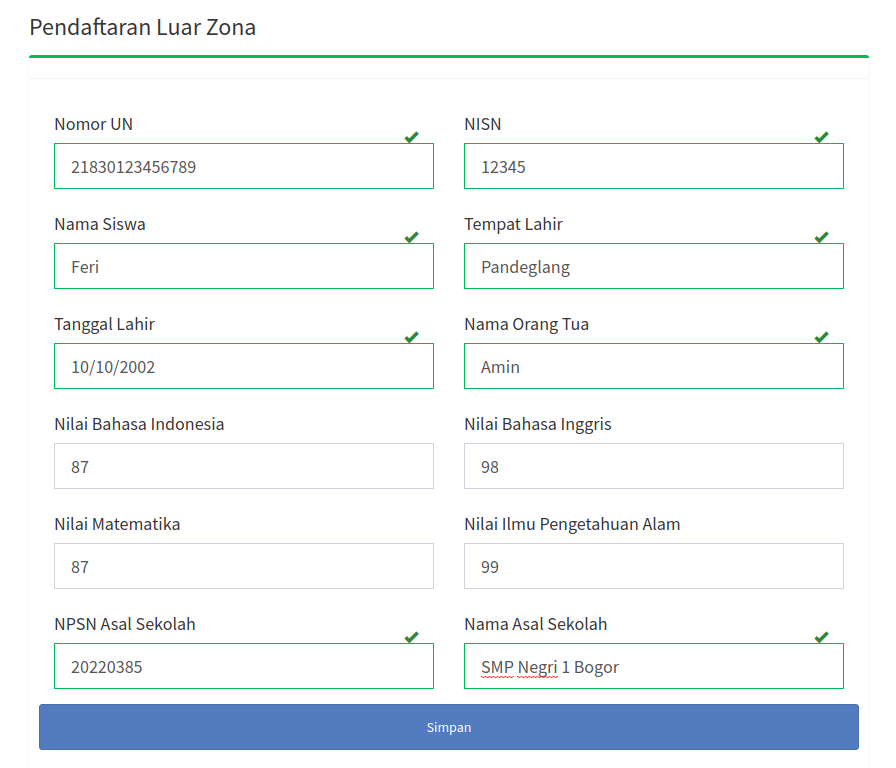 Pendaftaran Luar Zona
Nomor UN
NISN
21830123456789
12345
Nama Siswa
Tempat Lahir
Feri
Pandeglang
Tanggal Lahir
Nama Orang Tua
10/10/2002
Amin
Nilai Bahasa Indonesia
Nilai Bahasa Inggris
87
98
Nilai Matematika
Nilai Ilmu Pengetahuan Alam
87
99
NPSN Asal Sekolah
Nama Asal Sekolah
20220385
SMP Negri 1 Bogor
Simpan